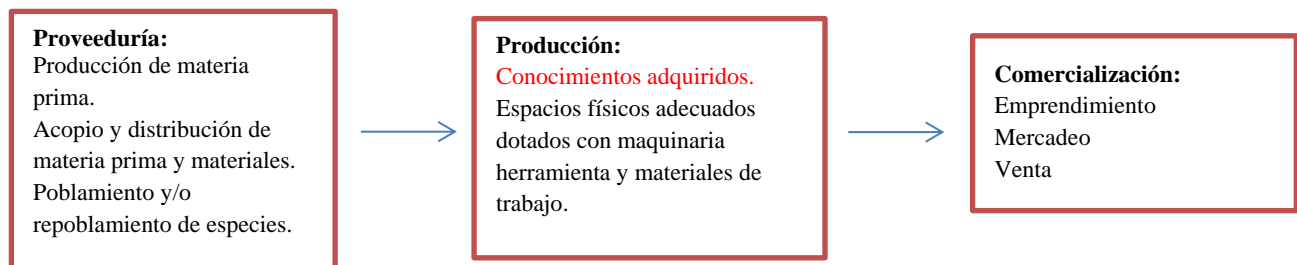 Proveeduría:
Producción de materia
prima.
Acopio y distribución de
materia prima y materiales.
Poblamiento y/o
repoblamiento de especies.
Producción:
Conocimientos adquiridos.
Espacios físicos adecuados
dotados con maquinaria
herramienta y materiales de
trabajo.
Comercialización:
Emprendimiento
Mercadeo
Venta